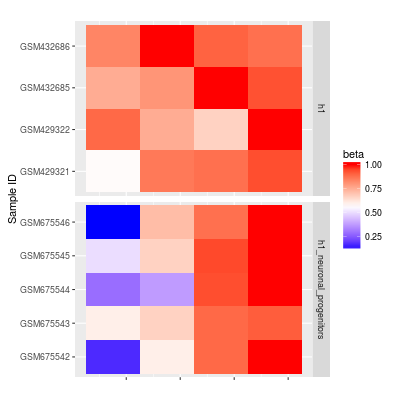 GSM432686
GSM432685
GSM429322
GSM429321
h1
GSM675546
GSM675545
GSM675544
GSM675543
GSM675542
h1_neuronal_progenitors
Sample ID
beta
1.00
0.75
0.50
0.25